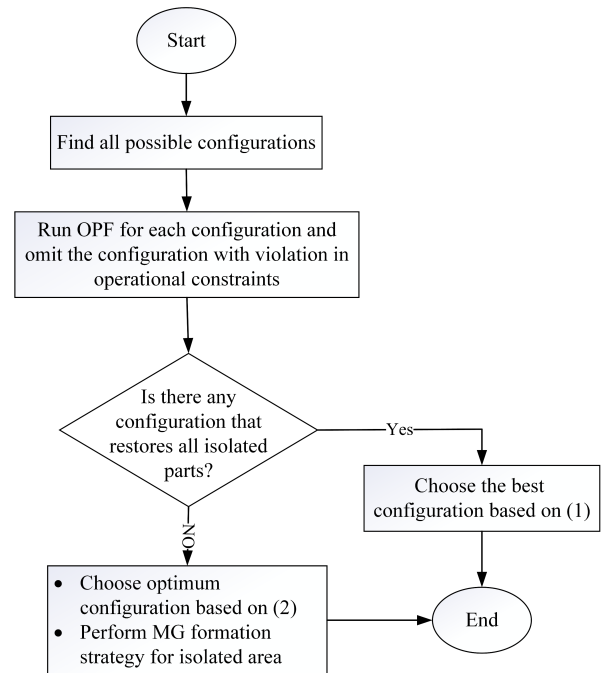 Start
Find all possible configurations
Run OPF for each configuration and
omit the configuration with violation in
operational constraints
Is there any
configuration that
restores all isolated
parts?
Yes
Choose the best
configuration based on (1)
NO
• Choose optimum
configuration based on (2)
• Perform MG formation
strategy for isolated area
End